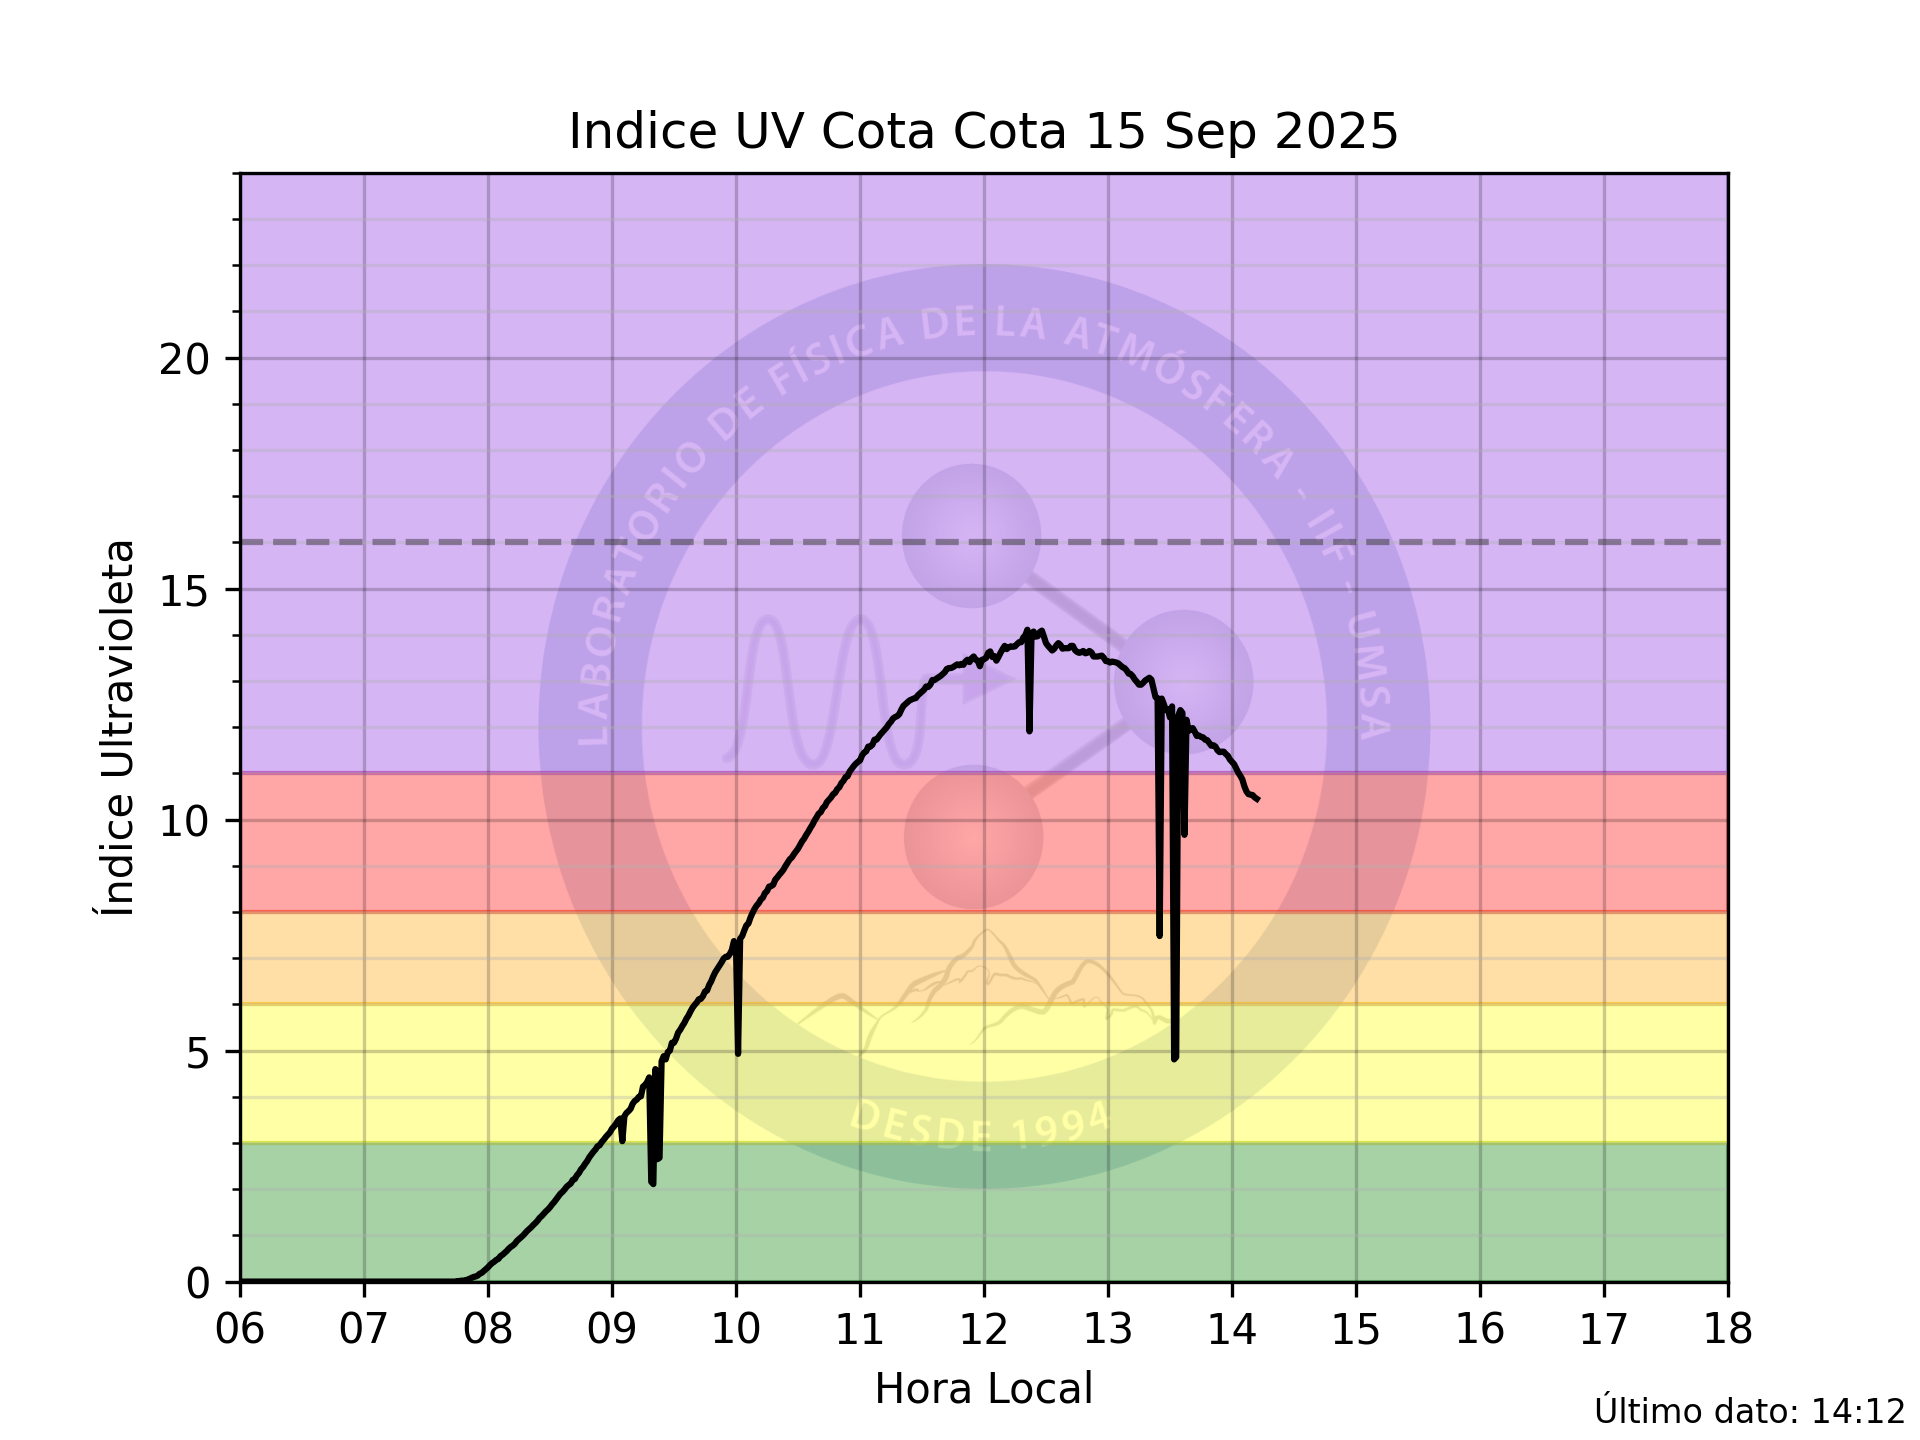 Indice UV Cota Cota 15 Sep 2025
Índice Ultravioleta
20
15
10
5
0
06 07 08 09 10 11 12 13 14 15 16 17 18
Hora Local
LABORATORIO DE FÍSICA DE LA ATMÓSFERA - IIF - UMSA
DESDE 1994
Último dato: 14:12